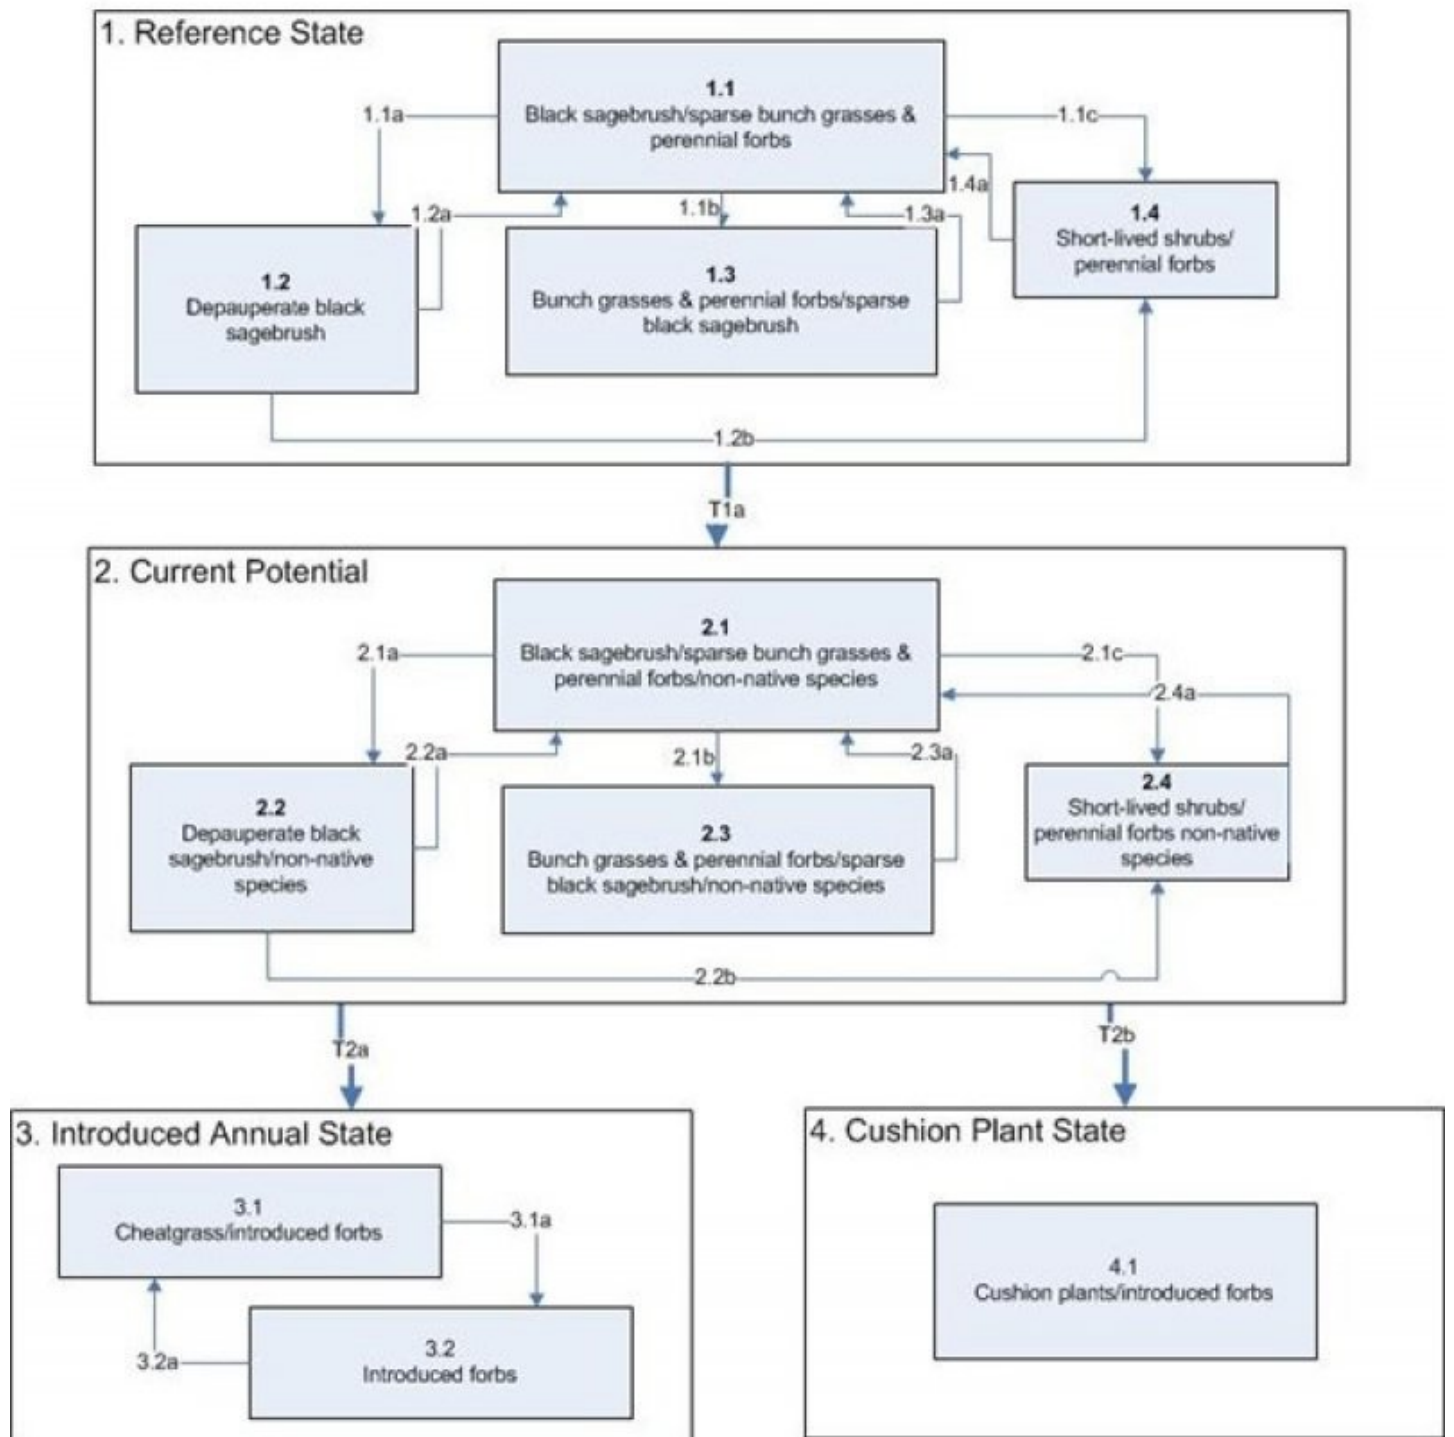 1. Reference State
1.1
Black sagebrush/sparse bunch grasses &
perennial forbs
1.1a
1.1c
1.4a
1.2a
1.1b
1.3a
1.4
Short-lived shrubs/
perennial forbs
1.2
Depauperate black
sagebrush
1.3
Bunch grasses & perennial forbs/sparse
black sagebrush
1.2b
T1a
2. Current Potential
2.1
Black sagebrush/sparse bunch grasses &
perennial forbs/non-native species
2.1a
2.1c
2.4a
2.2a
2.1b
2.3a
2.2
Depauperate black
sagebrush/non-native
species
2.3
Bunch grasses & perennial forbs/sparse
black sagebrush/non-native species
2.4
Short-lived shrubs/
perennial forbs non-native
species
2.2b
T2a
T2b
3. Introduced Annual State
3.1
Cheatgrass/introduced forbs
3.1a
3.2
Introduced forbs
3.2a
4. Cushion Plant State
4.1
Cushion plants/introduced forbs